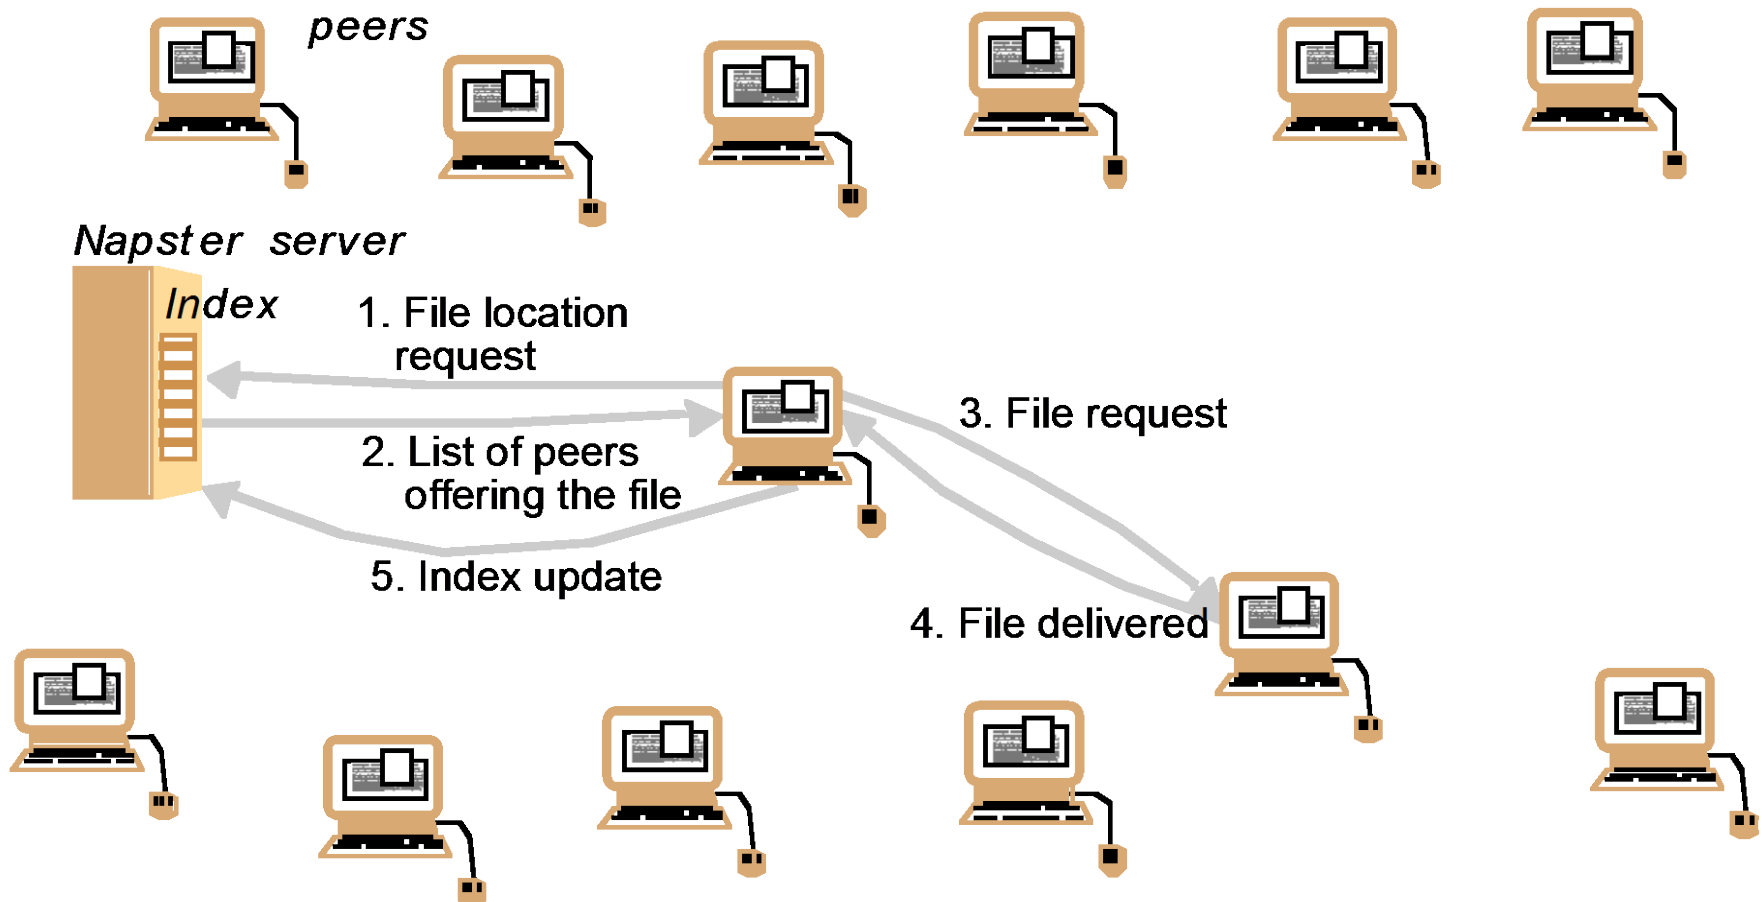 peers
Napster server
Index
1. File location
request
2. List of peers
offering the file
3. File request
5. Index update
4. File delivered